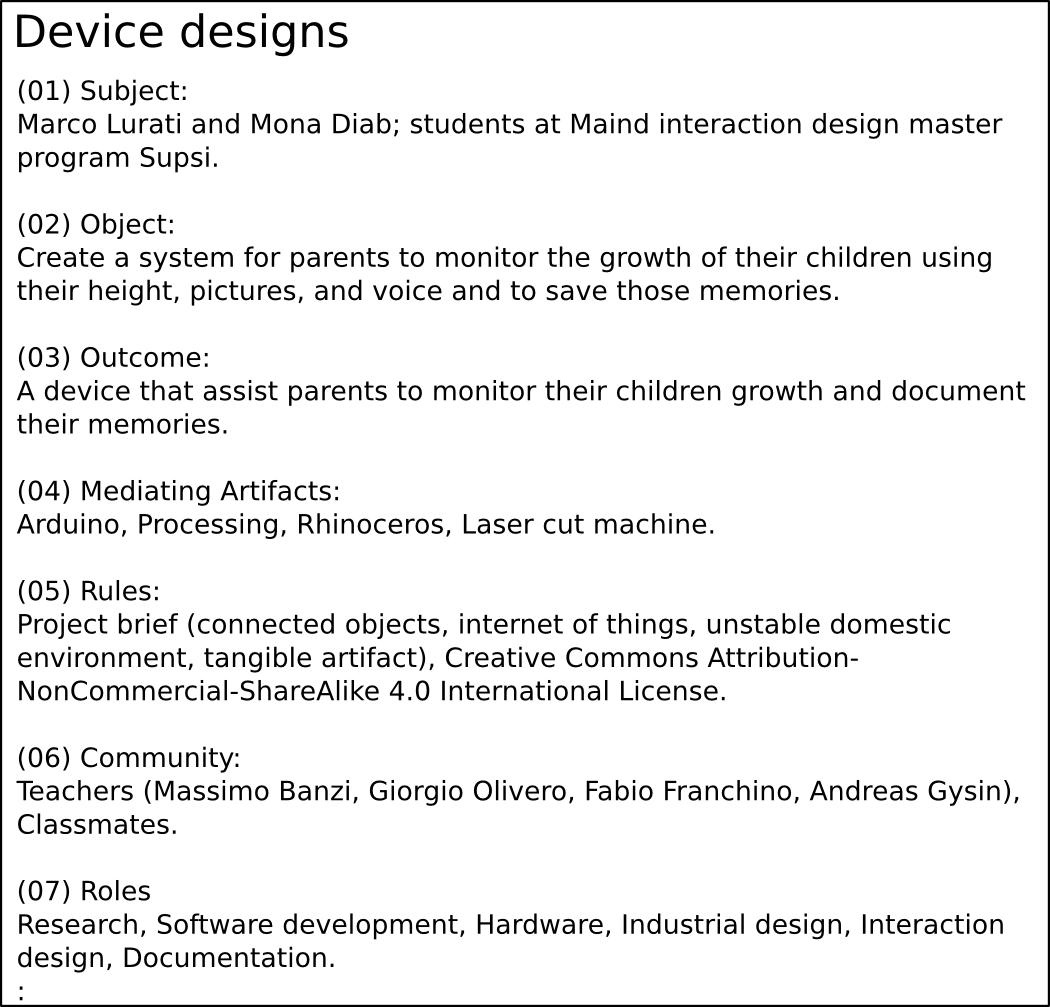 Device designs
(01) Subject:
Marco Lurati and Mona Diab; students at Maind interaction design master
program Supsi.
(02) Object:
Create a system for parents to monitor the growth of their children using
their height, pictures, and voice and to save those memories.
(03) Outcome:
A device that assist parents to monitor their children growth and document
their memories.
(04) Mediating Artifacts:
Arduino, Processing, Rhinoceros, Laser cut machine.
(05) Rules:
Project brief (connected objects, internet of things, unstable domestic
environment, tangible artifact), Creative Commons Attribution-
NonCommercial-ShareAlike 4.0 International License.
(06) Community:
Teachers (Massimo Banzi, Giorgio Olivero, Fabio Franchino, Andreas Gysin),
Classmates.
(07) Roles
Research, Software development, Hardware, Industrial design, Interaction
design, Documentation.
: